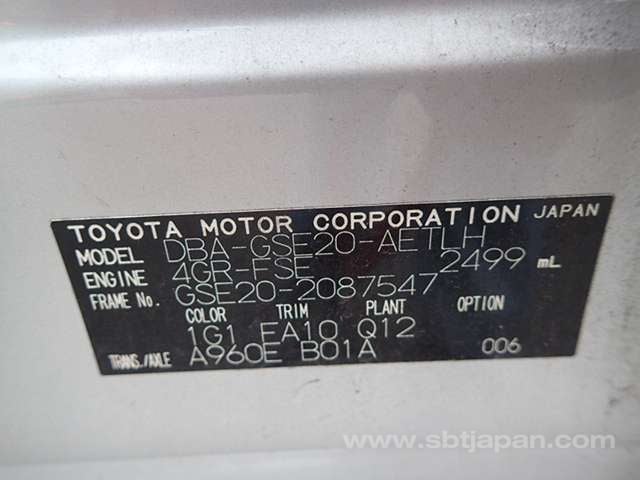 TOYOTA MOTOR CORPORATION JAPAN
MODEL DBA-GSE20-AETLH
ENGINE 4GR-FSE 2499 mL
FRAME No. GSE20-2087547
COLOR TRIM PLANT OPTION
1G1 FA10 Q12
TRANS./AXLE A960E B01A 006
www.sbtjapan.com